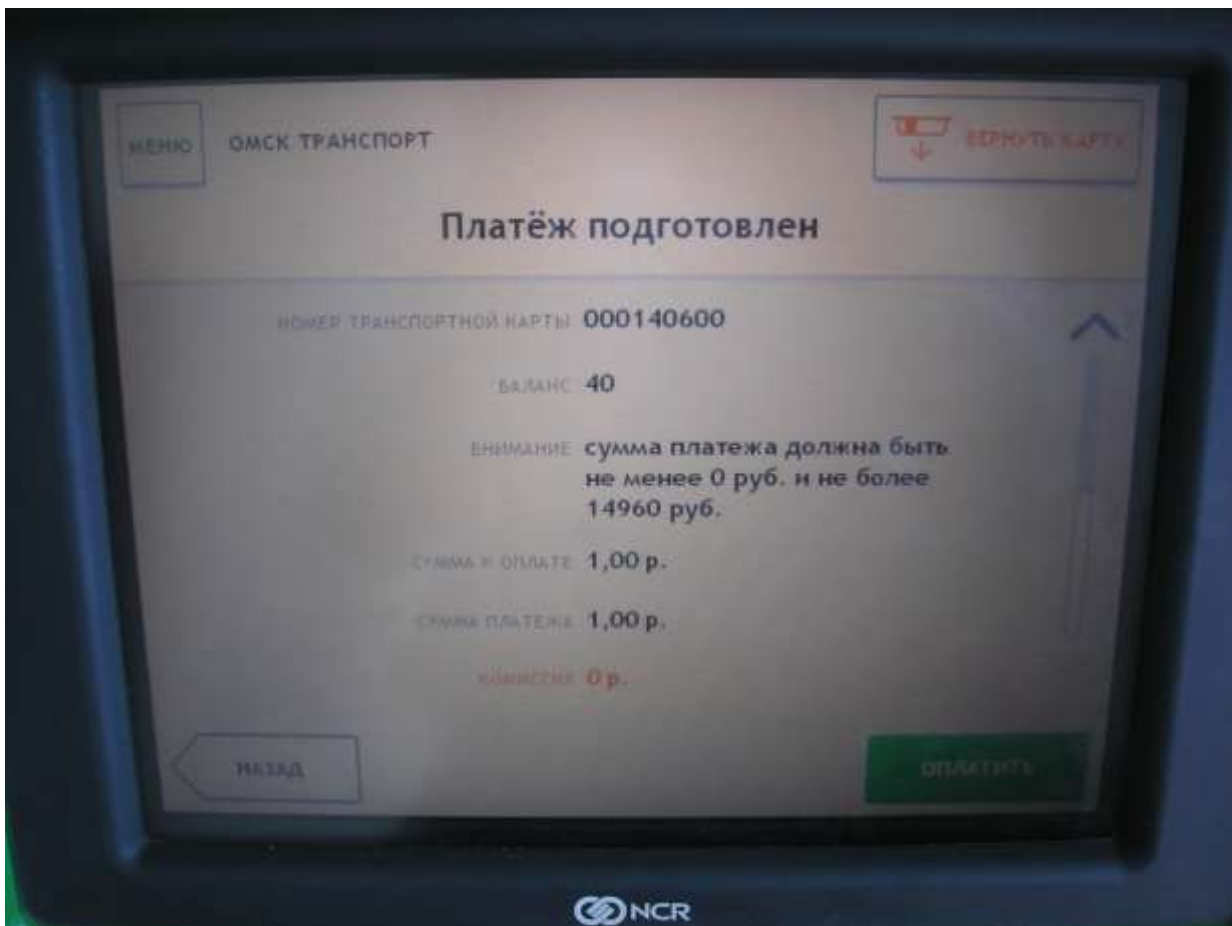 МЕНЮ
ОМСК ТРАНСПОРТ
ВЕРНУТЬ КАРТУ
Платёж подготовлен
НОМЕР ТРАНСПОРТНОЙ КАРТЫ 000140600
БАЛАНС 40
ВНИМАНИЕ сумма платежа должна быть
не менее 0 руб. и не более
14960 руб.
СУММА К ОПЛАТЕ 1,00 р.
СУММА ПЛАТЕЖА 1,00 р.
КОМИССИЯ 0 р.
НАЗАД
ОПЛАТИТЬ
NCR